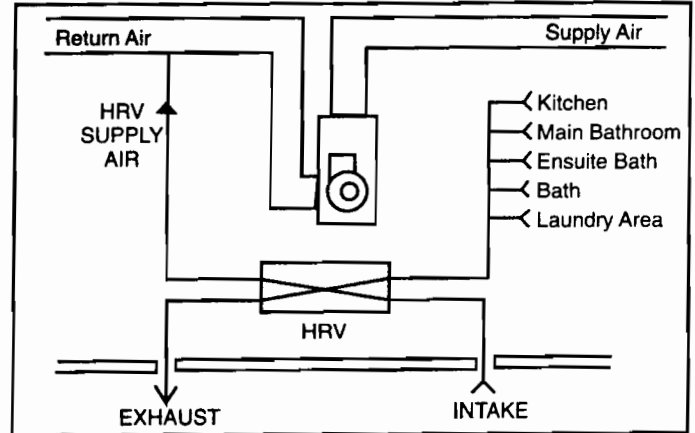 Return Air
Supply Air
HRV
SUPPLY
AIR
Kitchen
Main Bathroom
Ensuite Bath
Bath
Laundry Area
HRV
EXHAUST
INTAKE